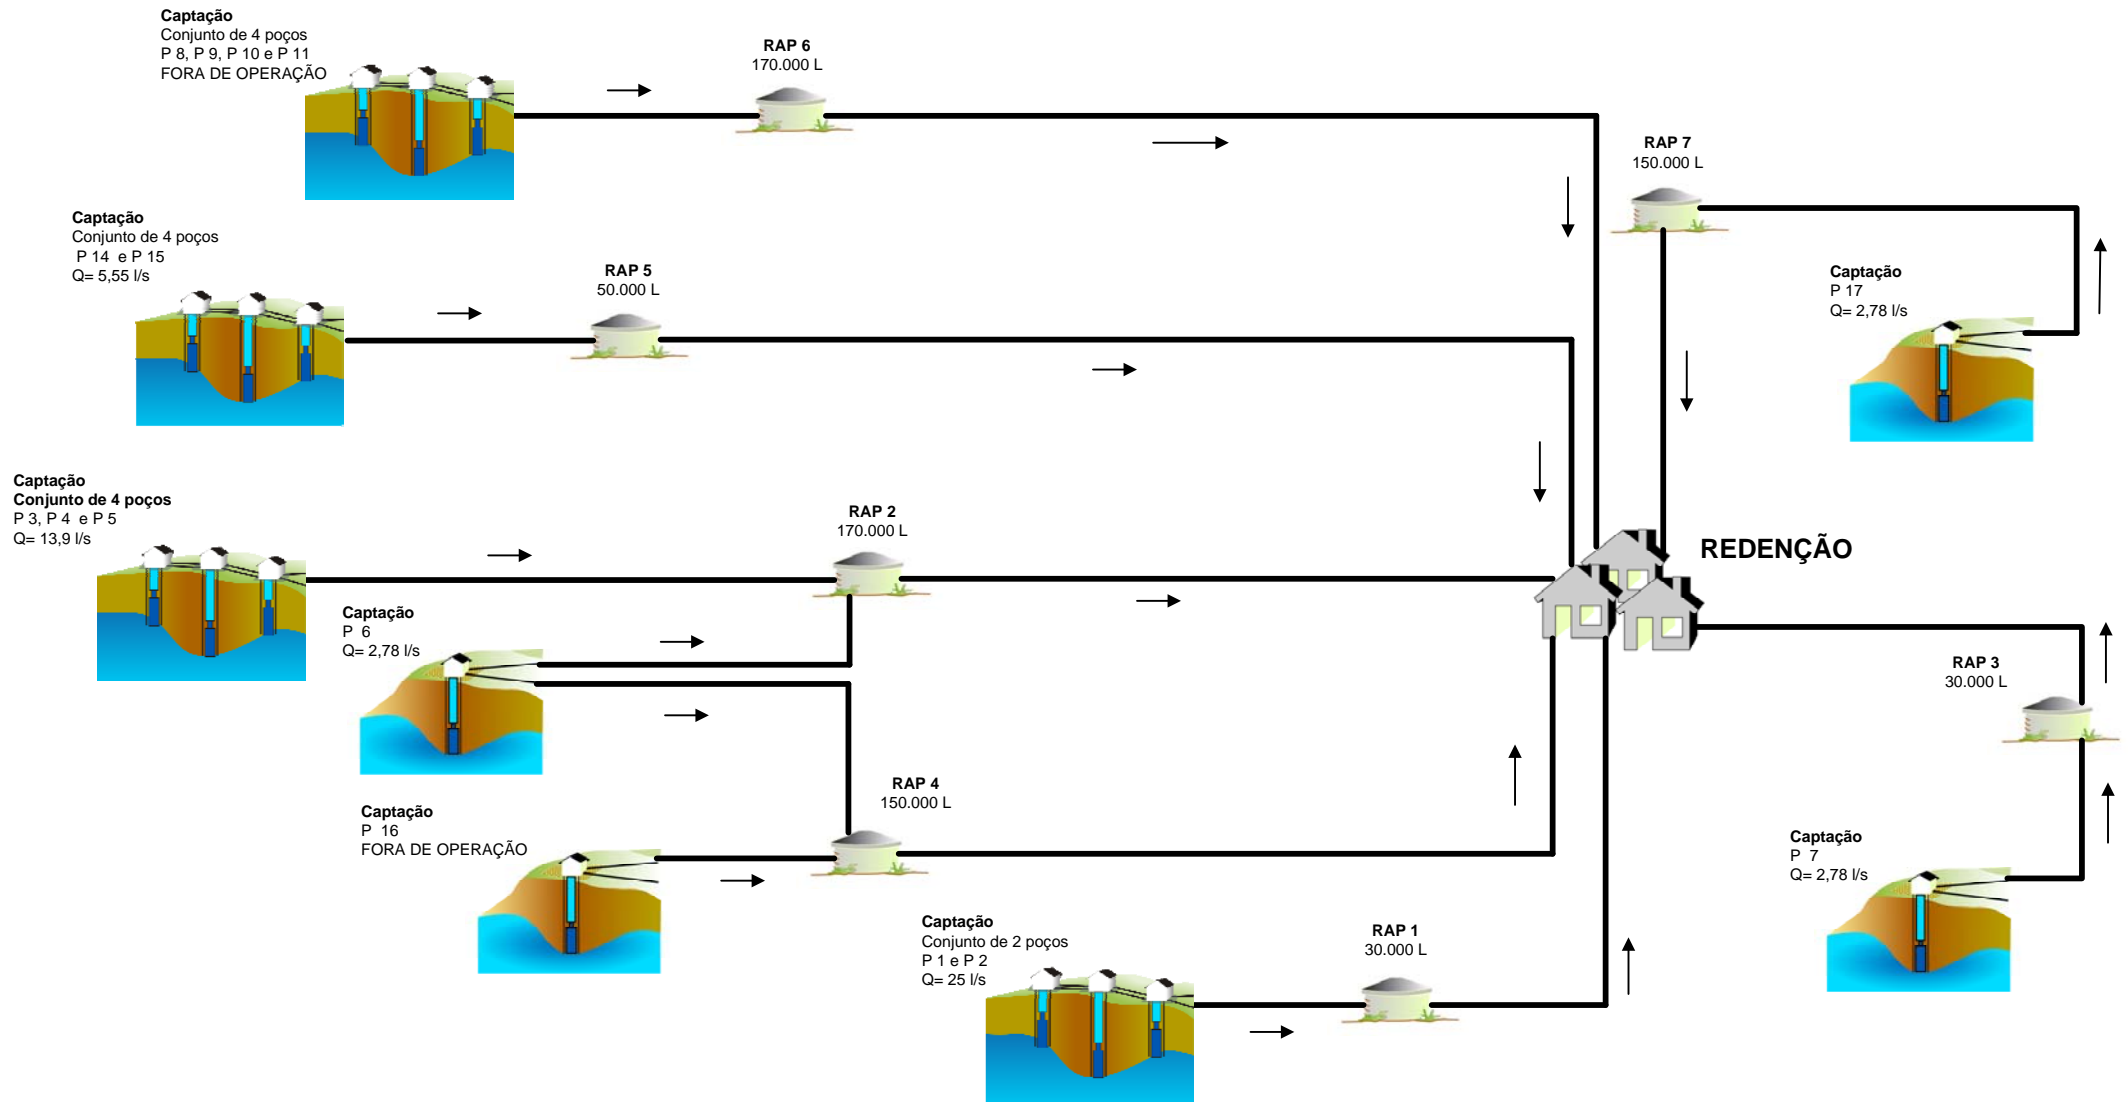 Captação
Conjunto de 4 poços
P 8, P 9, P 10 e P 11
FORA DE OPERAÇÃO
RAP 6
170.000 L
RAP 7
150.000 L
Captação
Conjunto de 4 poços
P 14 e P 15
Q= 5,55 l/s
RAP 5
50.000 L
Captação
P 17
Q= 2,78 l/s
Captação
Conjunto de 4 poços
P 3, P 4 e P 5
Q= 13,9 l/s
RAP 2
170.000 L
REDENÇÃO
Captação
P 6
Q= 2,78 l/s
RAP 3
30.000 L
Captação
P 16
FORA DE OPERAÇÃO
RAP 4
150.000 L
Captação
P 7
Q= 2,78 l/s
Captação
Conjunto de 2 poços
P 1 e P 2
Q= 25 l/s
RAP 1
30.000 L